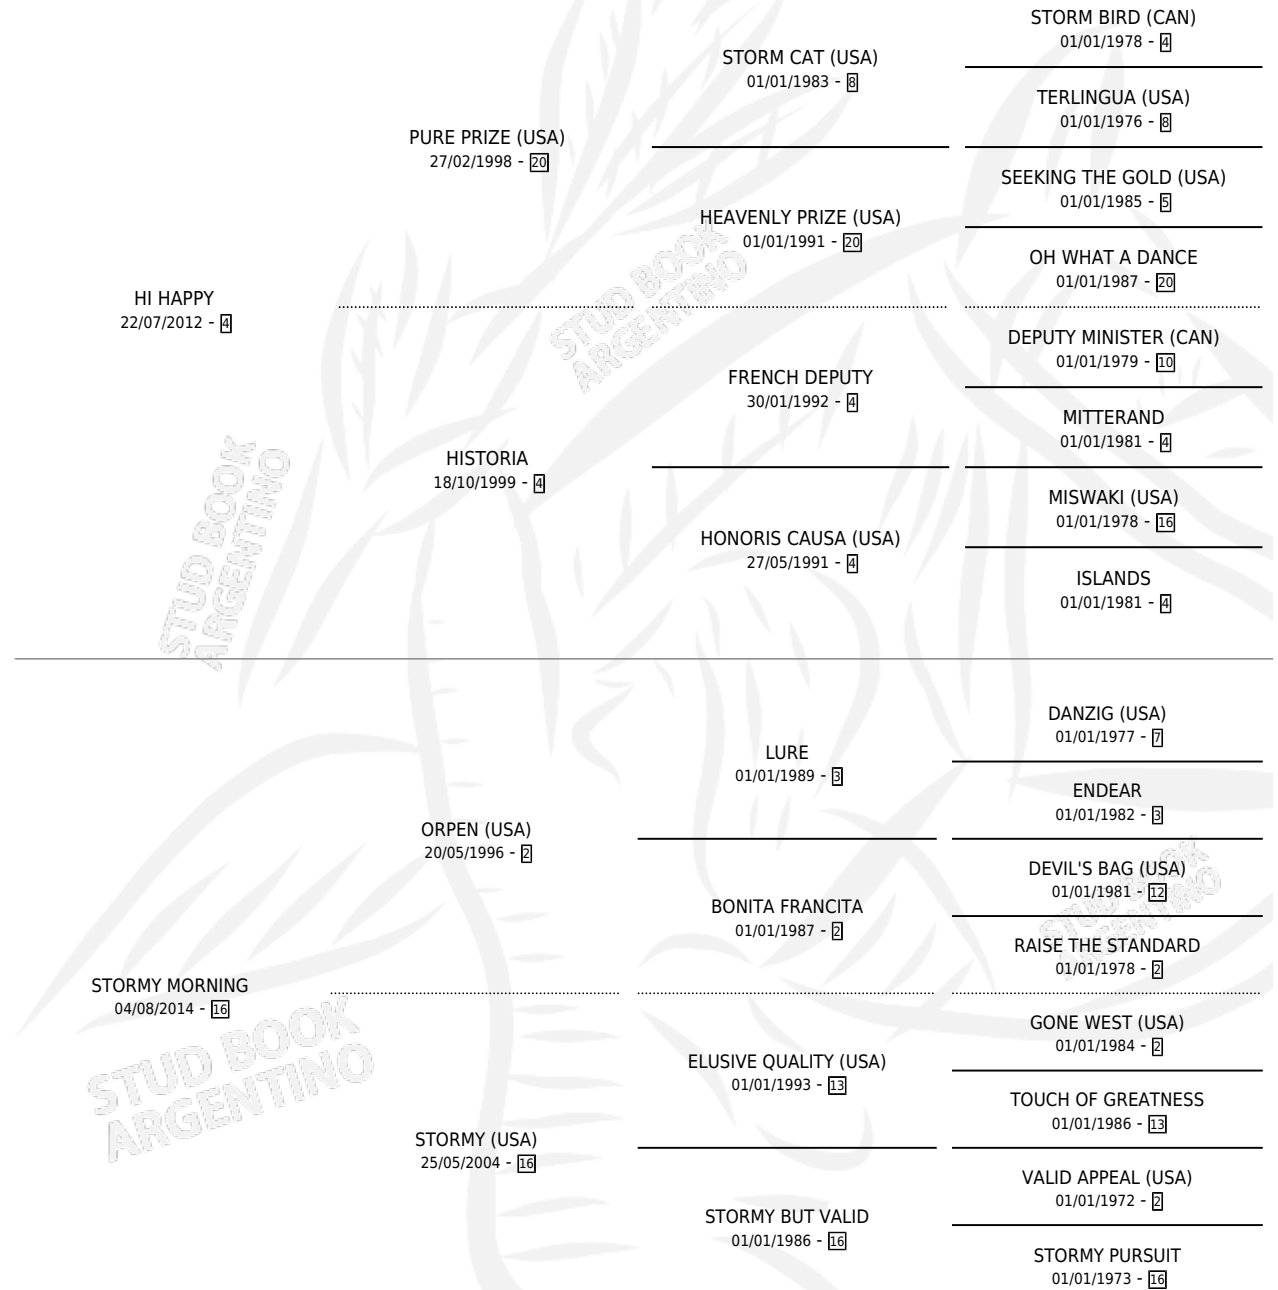 STORM BIRD (CAN)
01/01/1978 - 4
STORM CAT (USA)
01/01/1983 - 8
TERLINGUA (USA)
01/01/1976 - 8
PURE PRIZE (USA)
27/02/1998 - 20
SEEKING THE GOLD (USA)
01/01/1985 - 5
HEAVENLY PRIZE (USA)
01/01/1991 - 20
OH WHAT A DANCE
01/01/1987 - 20
HI HAPPY
22/07/2012 - 4
DEPUTY MINISTER (CAN)
01/01/1979 - 10
FRENCH DEPUTY
30/01/1992 - 4
MITTERAND
01/01/1981 - 4
HISTORIA
18/10/1999 - 4
MISWAKI (USA)
01/01/1978 - 16
HONORIS CAUSA (USA)
27/05/1991 - 4
ISLANDS
01/01/1981 - 4
DANZIG (USA)
01/01/1977 - 7
LURE
01/01/1989 - 3
ENDEAR
01/01/1982 - 3
ORPEN (USA)
20/05/1996 - 2
DEVIL'S BAG (USA)
01/01/1981 - 12
BONITA FRANCITA
01/01/1987 - 2
RAISE THE STANDARD
01/01/1978 - 2
STORMY MORNING
04/08/2014 - 16
GONE WEST (USA)
01/01/1984 - 2
ELUSIVE QUALITY (USA)
01/01/1993 - 13
TOUCH OF GREATNESS
01/01/1986 - 13
STORMY (USA)
25/05/2004 - 16
VALID APPEAL (USA)
01/01/1972 - 2
STORMY BUT VALID
01/01/1986 - 16
STORMY PURSUIT
01/01/1973 - 16
STUD BOOK
ARGENTINO
STUD BOOK
ARGENTINO
STUD BOOK
ARGENTINO
STUD BOOK
ARGENTINO